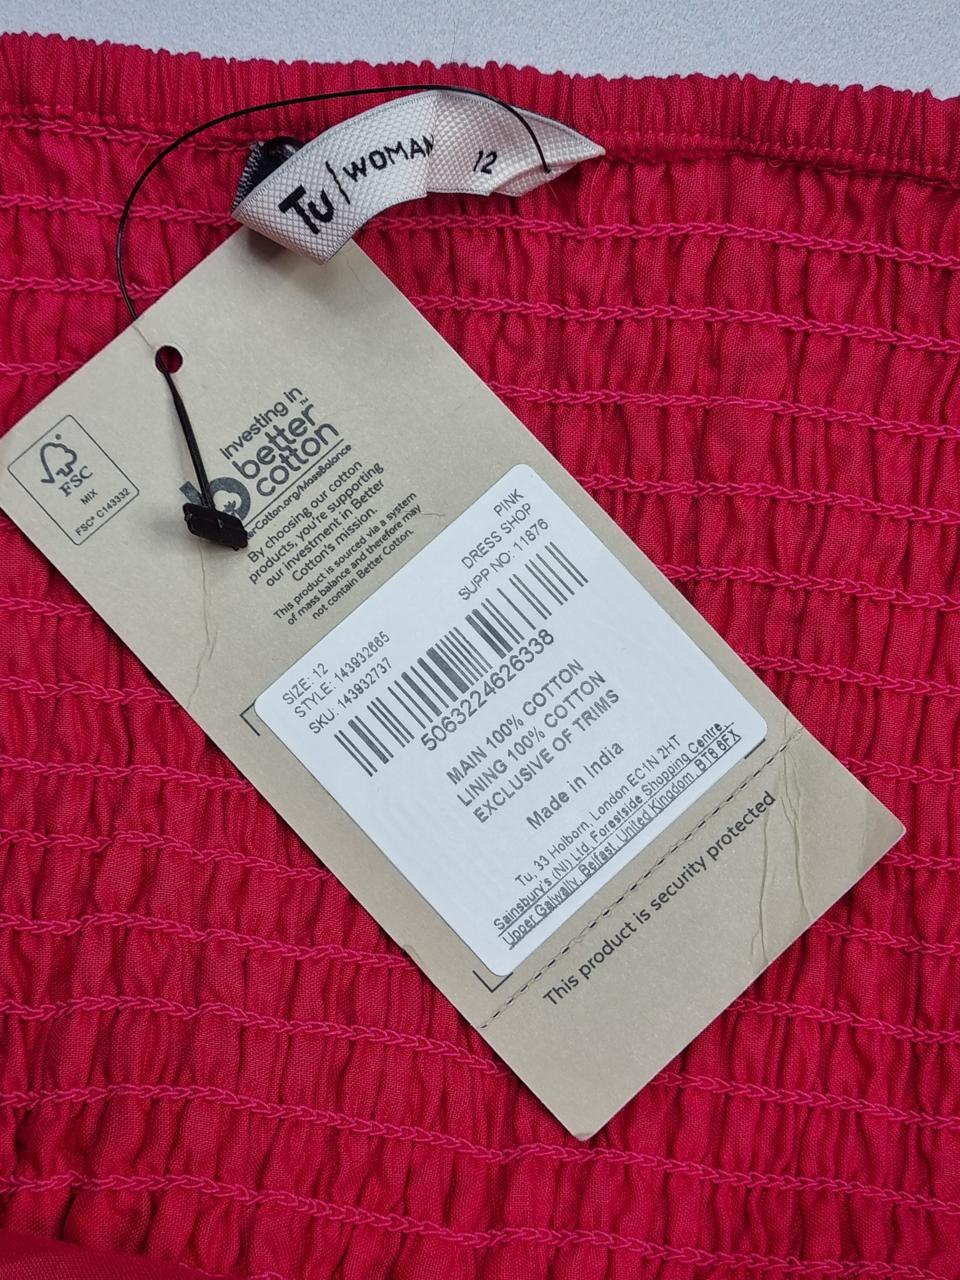 Tu | WOMAN
12
FSC®
MIX
FSC® C143332
investing in
better™
cotton
erCotton.org/MassBalance
By choosing our cotton
products, you're supporting
our investment in Better
Cotton's mission.
This product is sourced via a system
of mass balance and therefore may
not contain Better Cotton.
SIZE: 12
STYLE: 143932665
SKU: 143932737
PINK
DRESS SHOP
SUPP NO: 11876
5063224626338
MAIN 100% COTTON
LINING 100% COTTON
EXCLUSIVE OF TRIMS
Made in India
Tu, 33 Holborn, London EC1N 2HT
Sainsbury's (NI) Ltd, Forestside Shopping Centre,
Upper Galwally, Belfast, United Kingdom, BT8 6FX
This product is security protected